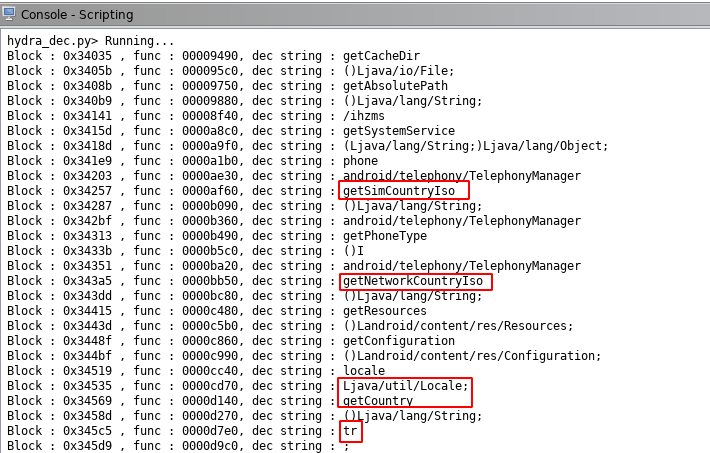 Console - Scripting
hydra_dec.py> Running...
Block : 0x34035 , func : 00009490, dec string : getCacheDir
Block : 0x3405b , func : 000095c0, dec string : ()Ljava/io/File;
Block : 0x3408b , func : 00009750, dec string : getAbsolutePath
Block : 0x340b9 , func : 00009880, dec string : ()Ljava/lang/String;
Block : 0x34141 , func : 00008f40, dec string : /ihzms
Block : 0x3415d , func : 0000a8c0, dec string : getSystemService
Block : 0x3418d , func : 0000a9f0, dec string : (Ljava/lang/String;)Ljava/lang/Object;
Block : 0x341e9 , func : 0000a1b0, dec string : phone
Block : 0x34203 , func : 0000ae30, dec string : android/telephony/TelephonyManager
Block : 0x34257 , func : 0000af60, dec string : getSimCountryIso
Block : 0x34287 , func : 0000b090, dec string : ()Ljava/lang/String;
Block : 0x342bf , func : 0000b360, dec string : android/telephony/TelephonyManager
Block : 0x34313 , func : 0000b490, dec string : getPhoneType
Block : 0x3433b , func : 0000b5c0, dec string : ()I
Block : 0x34351 , func : 0000ba20, dec string : android/telephony/TelephonyManager
Block : 0x343a5 , func : 0000bb50, dec string : getNetworkCountryIso
Block : 0x343dd , func : 0000bc80, dec string : ()Ljava/lang/String;
Block : 0x34415 , func : 0000c480, dec string : getResources
Block : 0x3443d , func : 0000c5b0, dec string : ()Landroid/content/res/Resources;
Block : 0x3448f , func : 0000c860, dec string : getConfiguration
Block : 0x344bf , func : 0000c990, dec string : ()Landroid/content/res/Configuration;
Block : 0x34519 , func : 0000cc40, dec string : locale
Block : 0x34535 , func : 0000cd70, dec string : Ljava/util/Locale;
Block : 0x34569 , func : 0000d140, dec string : getCountry
Block : 0x3458d , func : 0000d270, dec string : ()Ljava/lang/String;
Block : 0x345c5 , func : 0000d7e0, dec string : tr
Block : 0x345d9 , func : 0000d9c0, dec string : ;